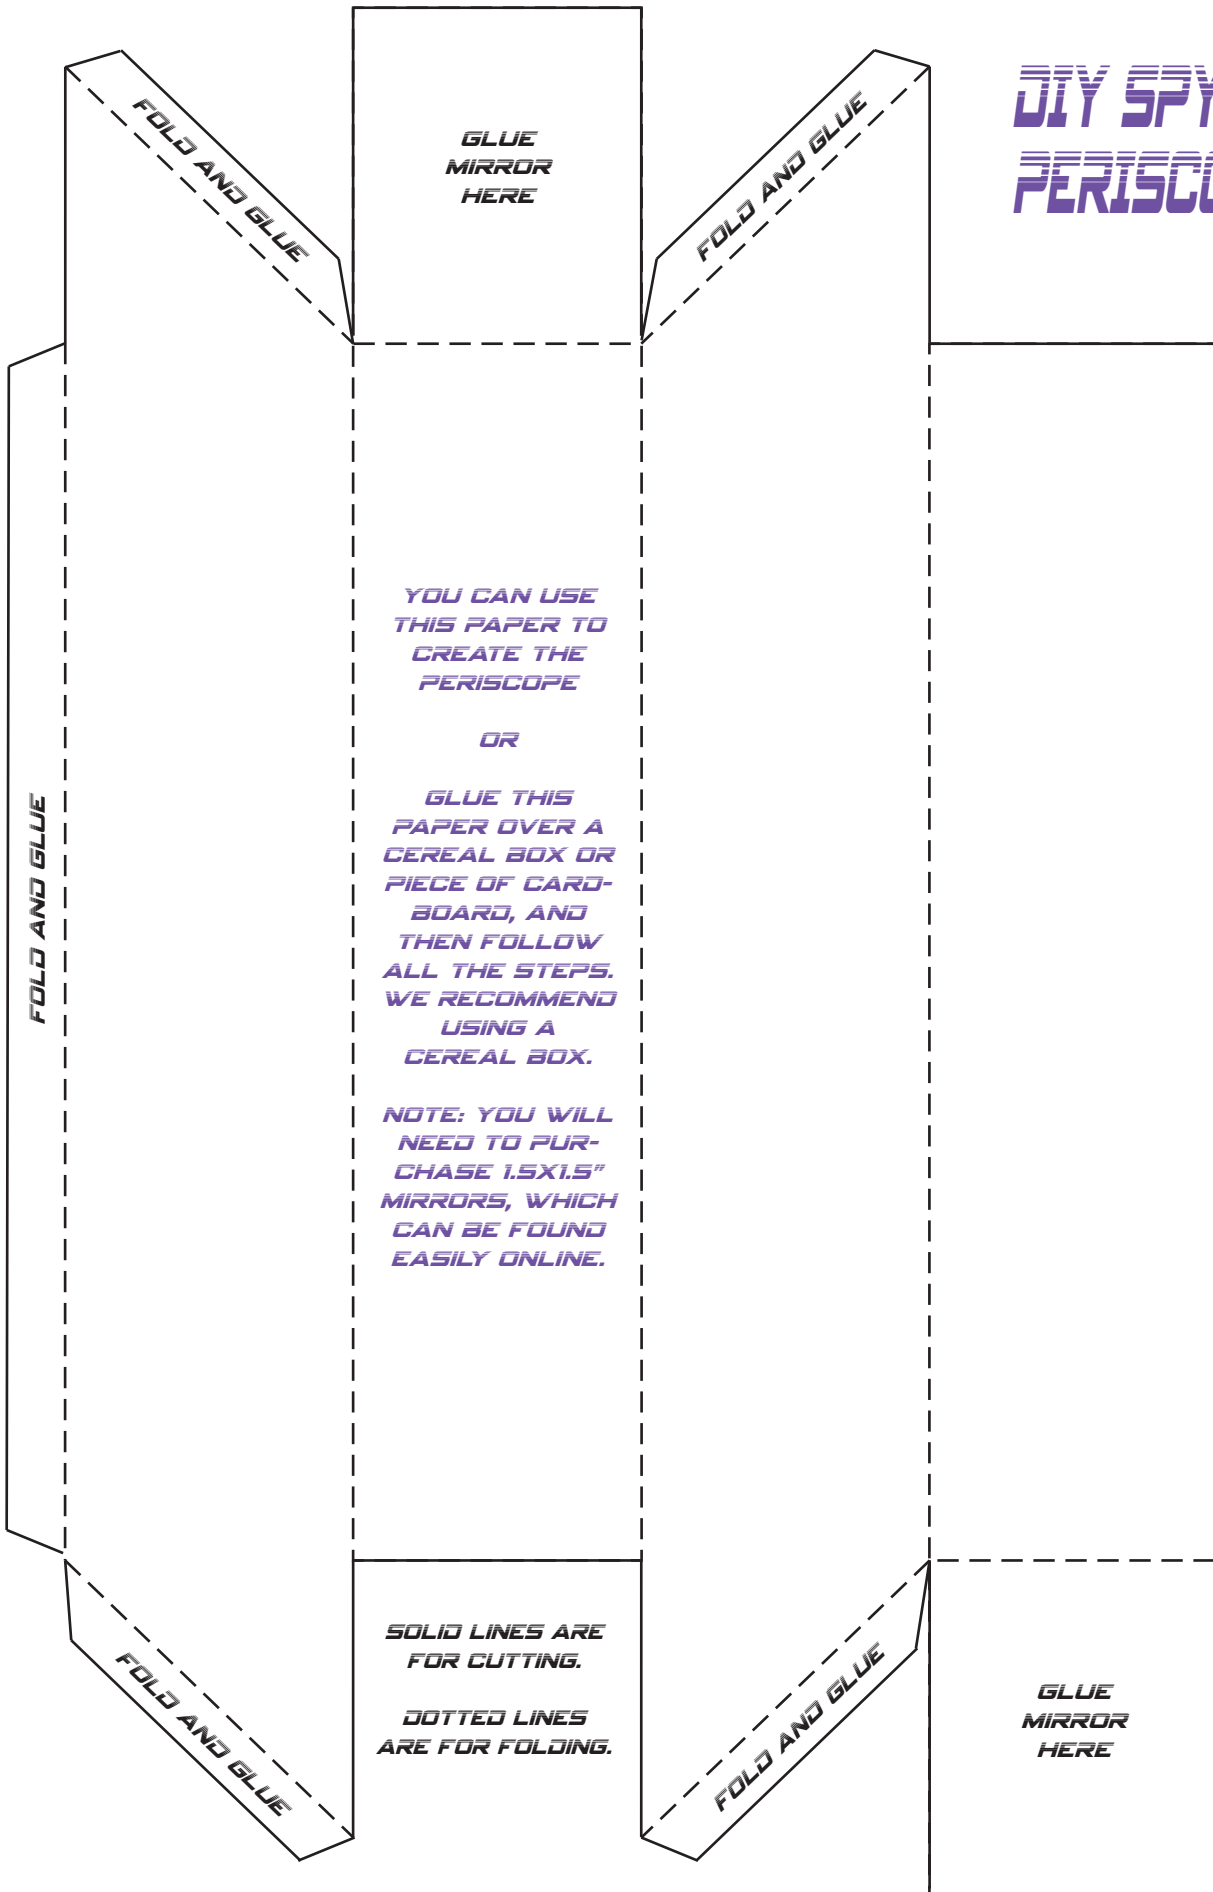 DIY SPY
FOLD AND GLUE
GLUE
MIRROR
HERE
FOLD AND GLUE
YOU CAN USE
THIS PAPER TO
CREATE THE
PERISCOPE
OR
GLUE THIS
PAPER OVER A
CEREAL BOX OR
PIECE OF CARD-
BOARD, AND
THEN FOLLOW
ALL THE STEPS.
WE RECOMMEND
USING A
CEREAL BOX.
NOTE: YOU WILL
NEED TO PUR-
CHASE 1.5X1.5"
MIRRORS, WHICH
CAN BE FOUND
EASILY ONLINE.
FOLD AND GLUE
FOLD AND GLUE
SOLID LINES ARE
FOR CUTTING.
DOTTED LINES
ARE FOR FOLDING.
FOLD AND GLUE
GLUE
MIRROR
HERE